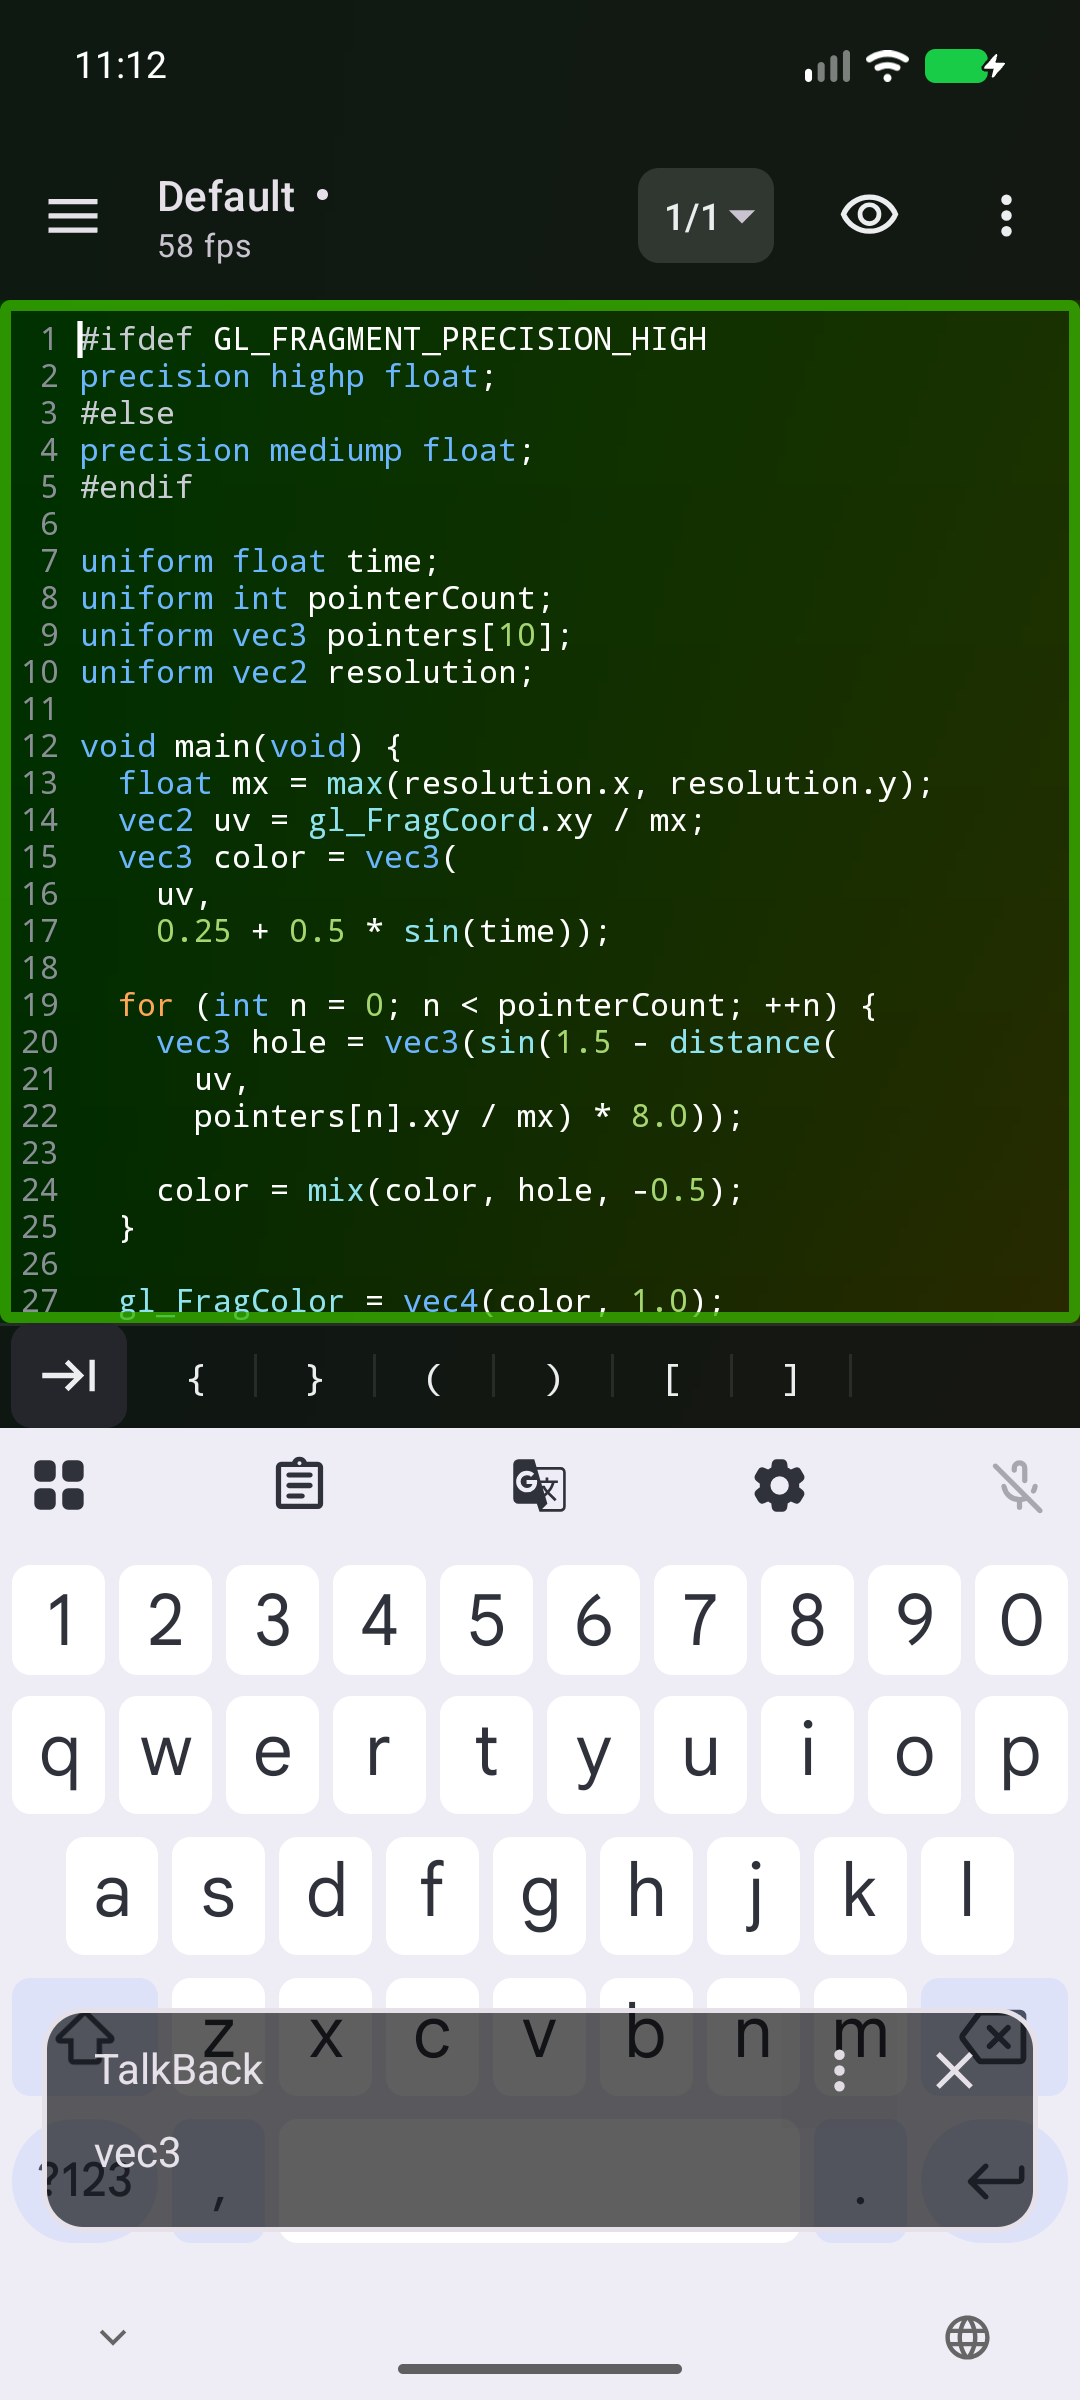 11:12
Default •
58 fps
1/1
1 #ifdef GL_FRAGMENT_PRECISION_HIGH
2 precision highp float;
3 #else
4 precision mediump float;
5 #endif
6
7 uniform float time;
8 uniform int pointerCount;
9 uniform vec3 pointers[10];
10 uniform vec2 resolution;
11
12 void main(void) {
13   float mx = max(resolution.x, resolution.y);
14   vec2 uv = gl_FragCoord.xy / mx;
15   vec3 color = vec3(
16     uv,
17     0.25 + 0.5 * sin(time));
18
19   for (int n = 0; n < pointerCount; ++n) {
20     vec3 hole = vec3(sin(1.5 - distance(
21       uv,
22       pointers[n].xy / mx) * 8.0));
23
24     color = mix(color, hole, -0.5);
25   }
26
27   gl_FragColor = vec4(color, 1.0);
{ } ( ) [ ]
G 文
1 2 3 4 5 6 7 8 9 0
q w e r t y u i o p
a s d f g h j k l
z x c v b n m
TalkBack
vec3
?123 , .